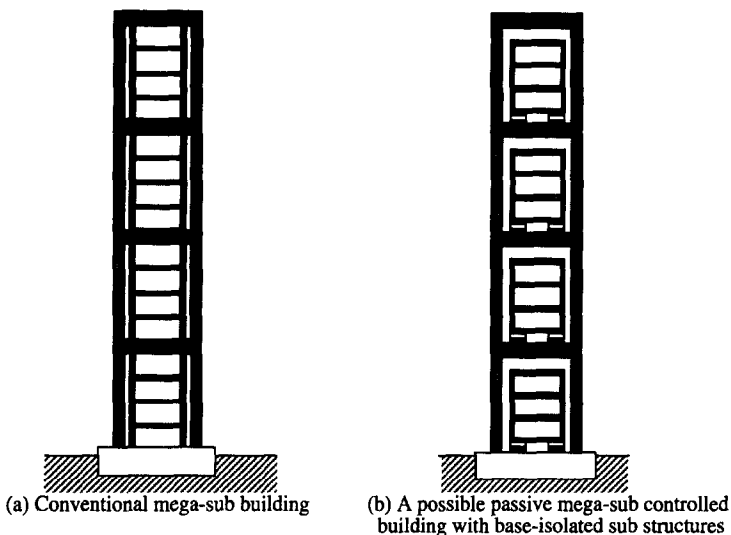 (a) Conventional mega-sub building
(b) A possible passive mega-sub controlled
building with base-isolated sub structures